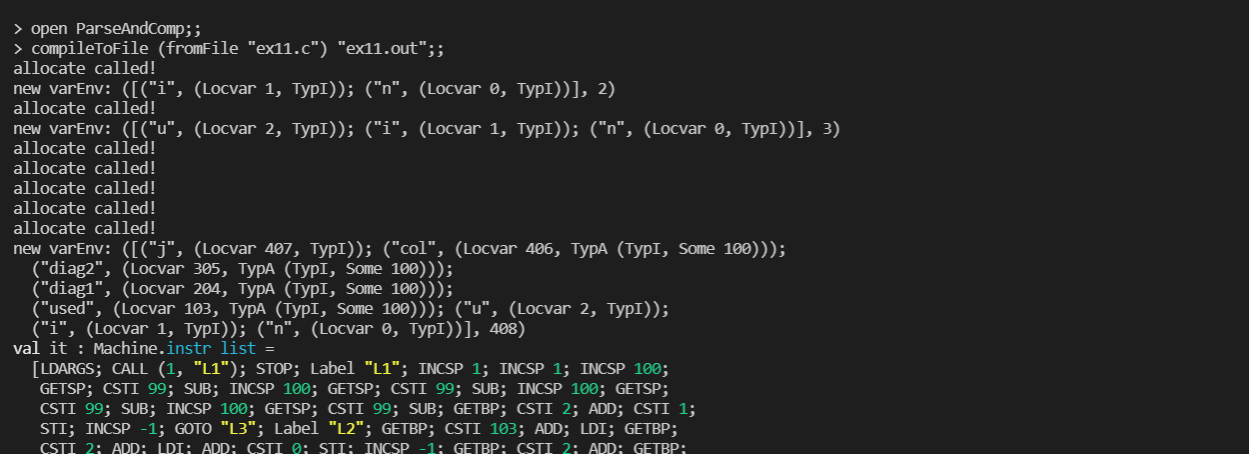 > open ParseAndComp;;
> compileToFile (fromFile "ex11.c") "ex11.out";;
allocate called!
new varEnv: ([("i", (Locvar 1, TypI)); ("n", (Locvar 0, TypI))], 2)
allocate called!
new varEnv: ([("u", (Locvar 2, TypI)); ("i", (Locvar 1, TypI)); ("n", (Locvar 0, TypI))], 3)
allocate called!
allocate called!
allocate called!
allocate called!
allocate called!
new varEnv: ([("j", (Locvar 407, TypI)); ("col", (Locvar 406, TypA (TypI, Some 100)));
  ("diag2", (Locvar 305, TypA (TypI, Some 100)));
  ("diag1", (Locvar 204, TypA (TypI, Some 100)));
  ("used", (Locvar 103, TypA (TypI, Some 100))); ("u", (Locvar 2, TypI));
  ("i", (Locvar 1, TypI)); ("n", (Locvar 0, TypI))], 408)
val it : Machine.instr list =
  [LDARGS; CALL (1, "L1"); STOP; Label "L1"; INCSP 1; INCSP 1; INCSP 100;
   GETSP; CSTI 99; SUB; INCSP 100; GETSP; CSTI 99; SUB; INCSP 100; GETSP;
   CSTI 99; SUB; INCSP 100; GETSP; CSTI 99; SUB; GETBP; CSTI 2; ADD; CSTI 1;
   STI; INCSP -1; GOTO "L3"; Label "L2"; GETBP; CSTI 103; ADD; LDI; GETBP;
   CSTI 2; ADD; LDI; ADD; CSTI 0; STI; INCSP -1; GETBP; CSTI 2; ADD; GETBP;